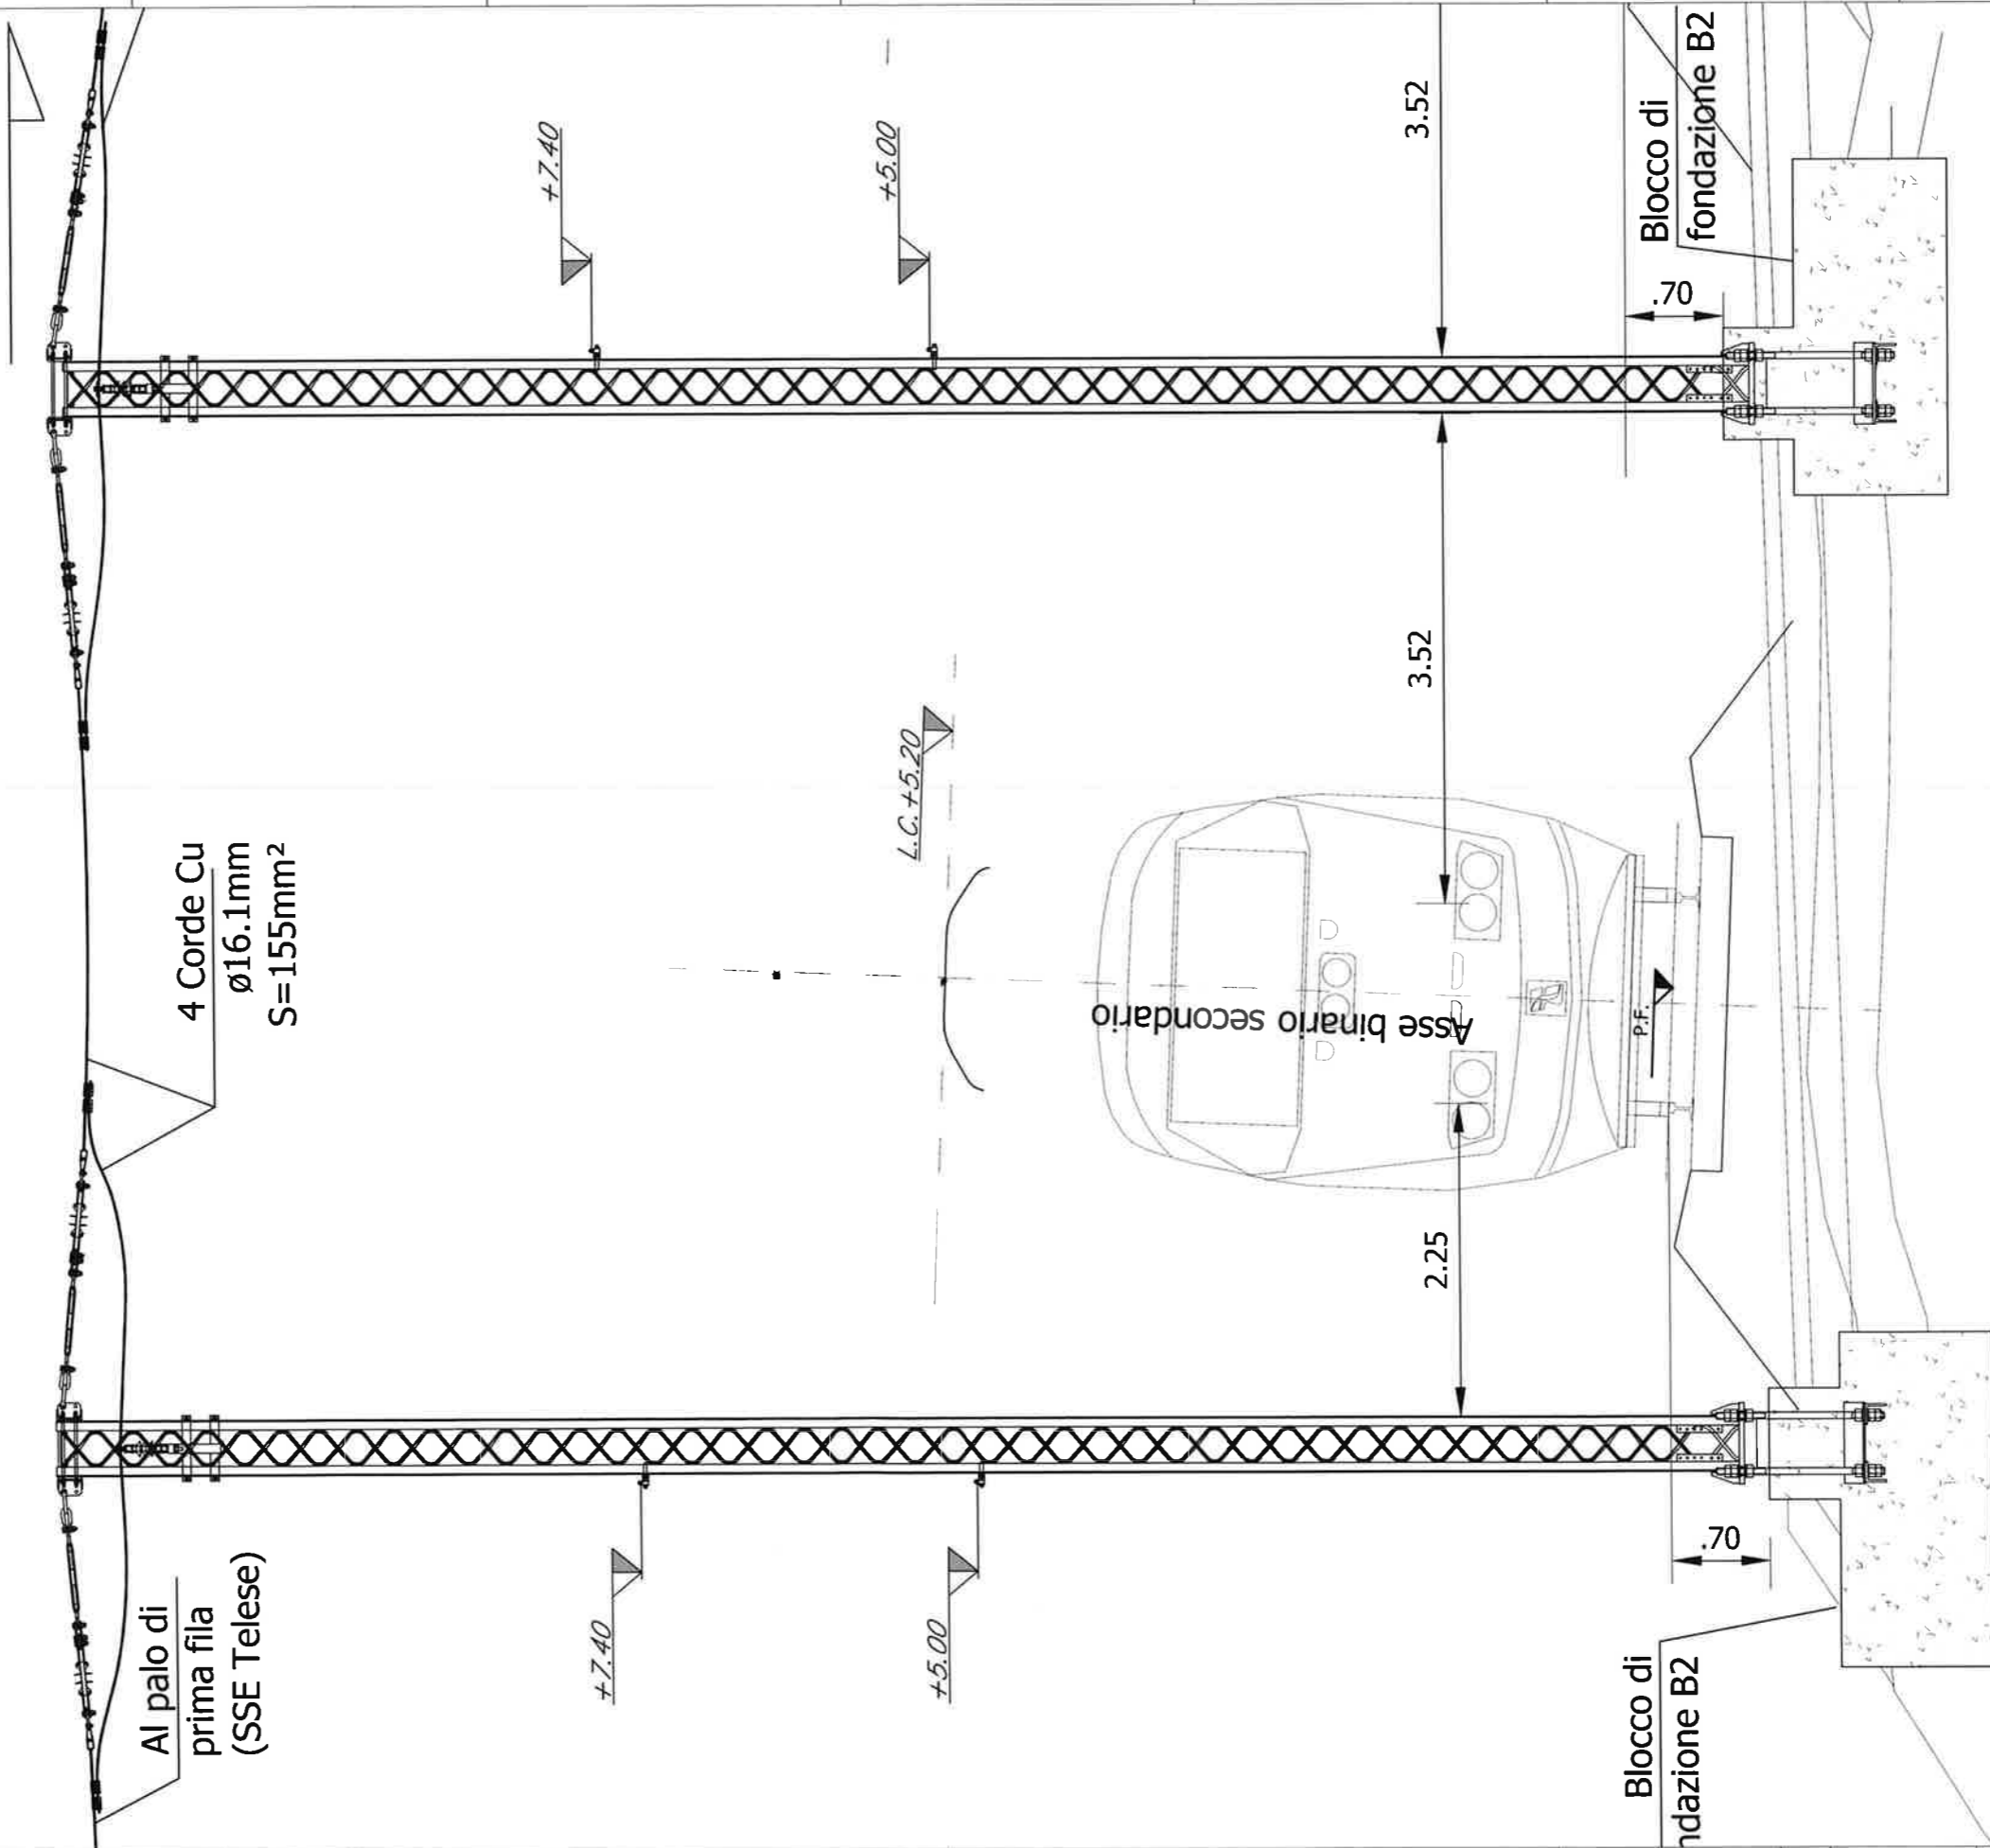 Al palo di
prima fila
(SSE Telese)
4 Corde Cu
ø16.1mm
S=155mm²
+7.40
+5.00
L.C. +5.20
+7.40
+5.00
2.25
3.52
3.52
Asse binario secondario
P.F.
.70
.70
Blocco di
ndazione B2
Blocco di
fondazione B2